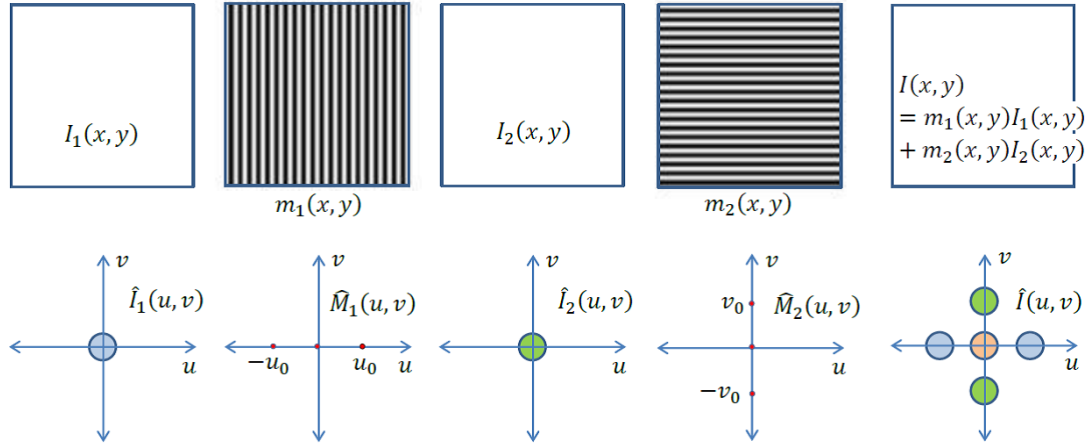 I₁(x, y)
m₁(x, y)
I₂(x, y)
m₂(x, y)
I(x, y)
= m₁(x, y)I₁(x, y)
+ m₂(x, y)I₂(x, y)
v
Î₁(u, v)
u
v
M̂₁(u, v)
−u₀
u₀
u
v
Î₂(u, v)
u
v
v₀
M̂₂(u, v)
u
−v₀
v
Î(u, v)
u